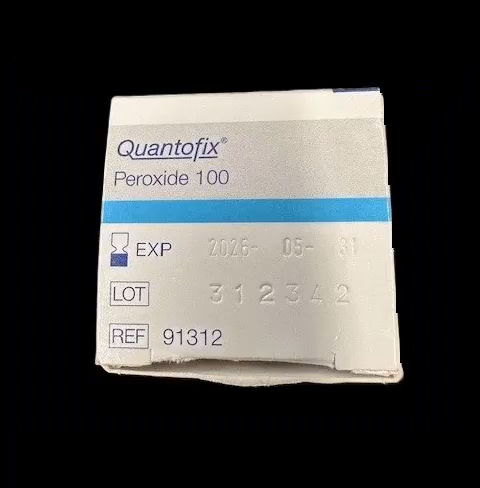 Quantofix®
Peroxide 100
EXP 2026- 05- 31
LOT 312342
REF 91312